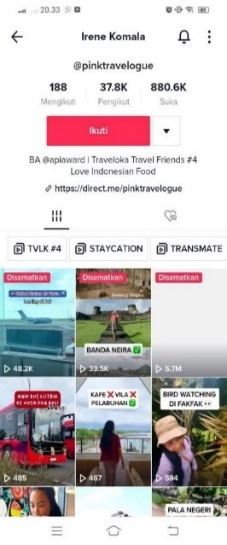 20.33
Irene Komala
@pinktravelogue
188 37.8K 880.6K
Mengikuti Pengikut Suka
Ikuti
BA @apiaward I Traveloka Travel Friends #4
Love Indonesian Food
https://direct.me/pinktravelogue
TVLK #4 STAYCATION TRANSMATE
Disematkan Disematkan Disematkan
BANDA NEIRA ✅
48.2K 33.5K 5.7M
KAFE ❌ VILA ❌
PELABUHAN ✅
BIRD WATCHING
DI FAKFAK 👀
465 467 594
PALA NEGERI